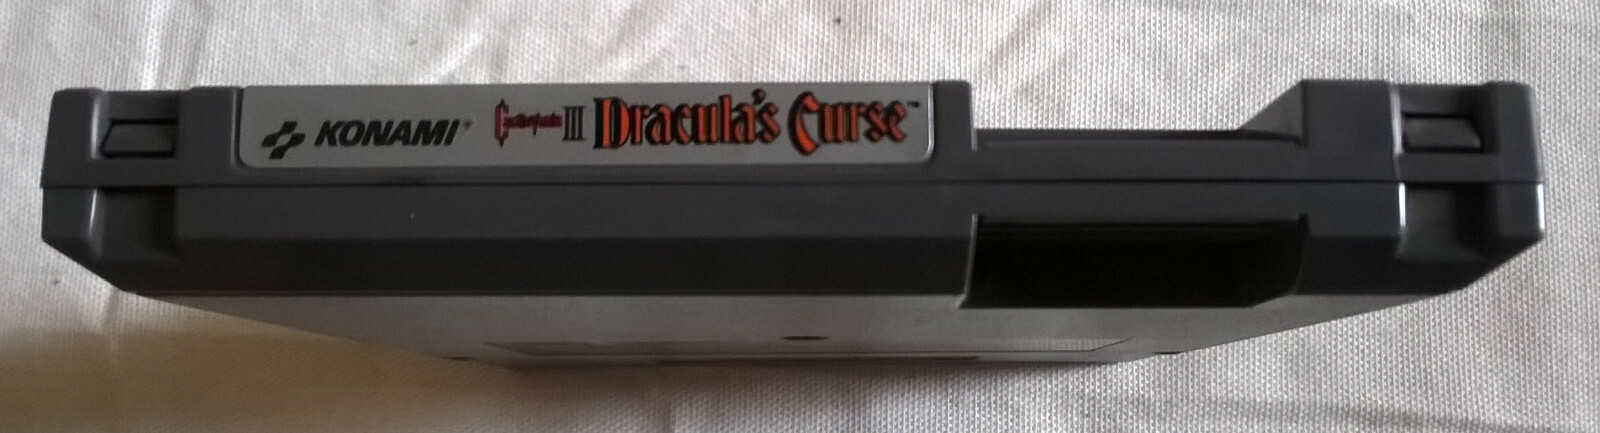 KONAMI® Castlevania III Dracula's Curse™